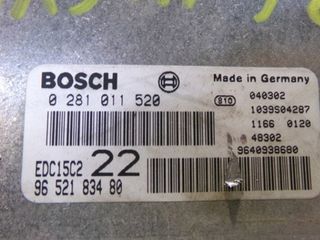 BOSCH
Made in Germany
0 281 011 520
B10
040302
1039S04287
1166 0120
48302
9640938680
EDC15C2 22
96 521 834 80